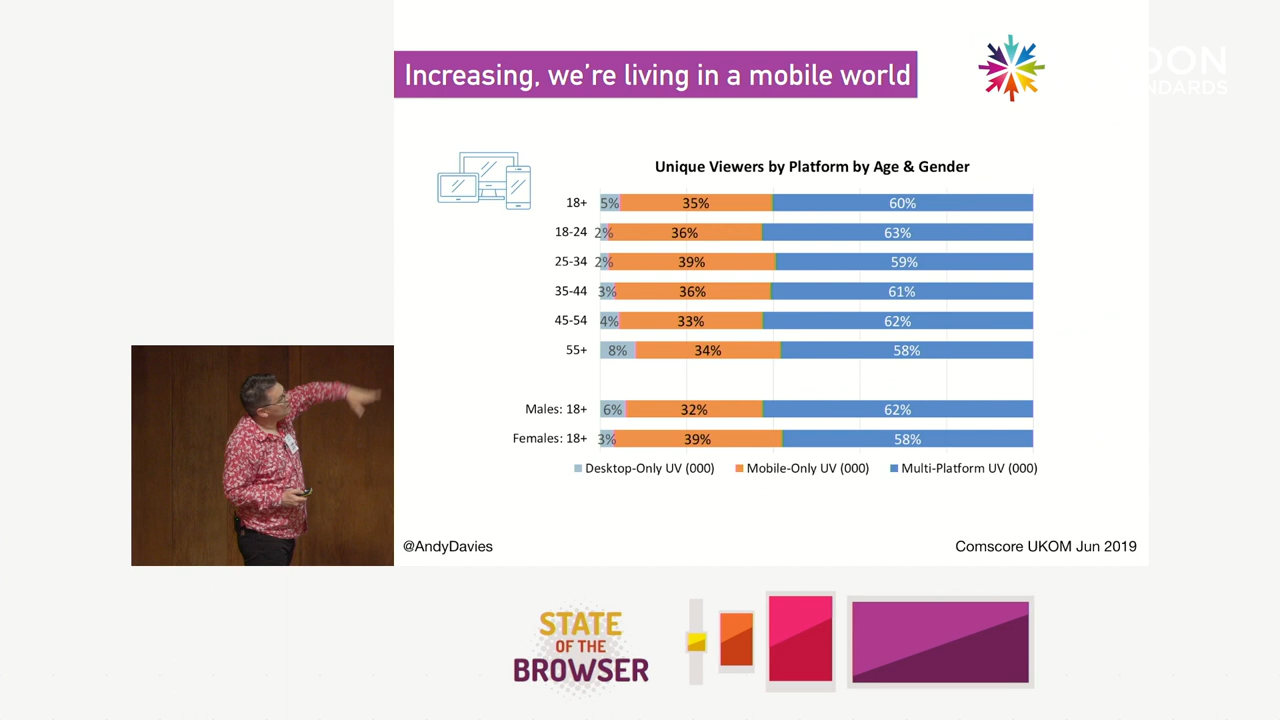 Increasing, we're living in a mobile world
Unique Viewers by Platform by Age & Gender
18+ 5% 35% 60%
18-24 2% 36% 63%
25-34 2% 39% 59%
35-44 3% 36% 61%
45-54 4% 33% 62%
55+ 8% 34% 58%
Males: 18+ 6% 32% 62%
Females: 18+ 3% 39% 58%
Desktop-Only UV (000) Mobile-Only UV (000) Multi-Platform UV (000)
@AndyDavies Comscore UKOM Jun 2019
STATE
OF THE
BROWSER